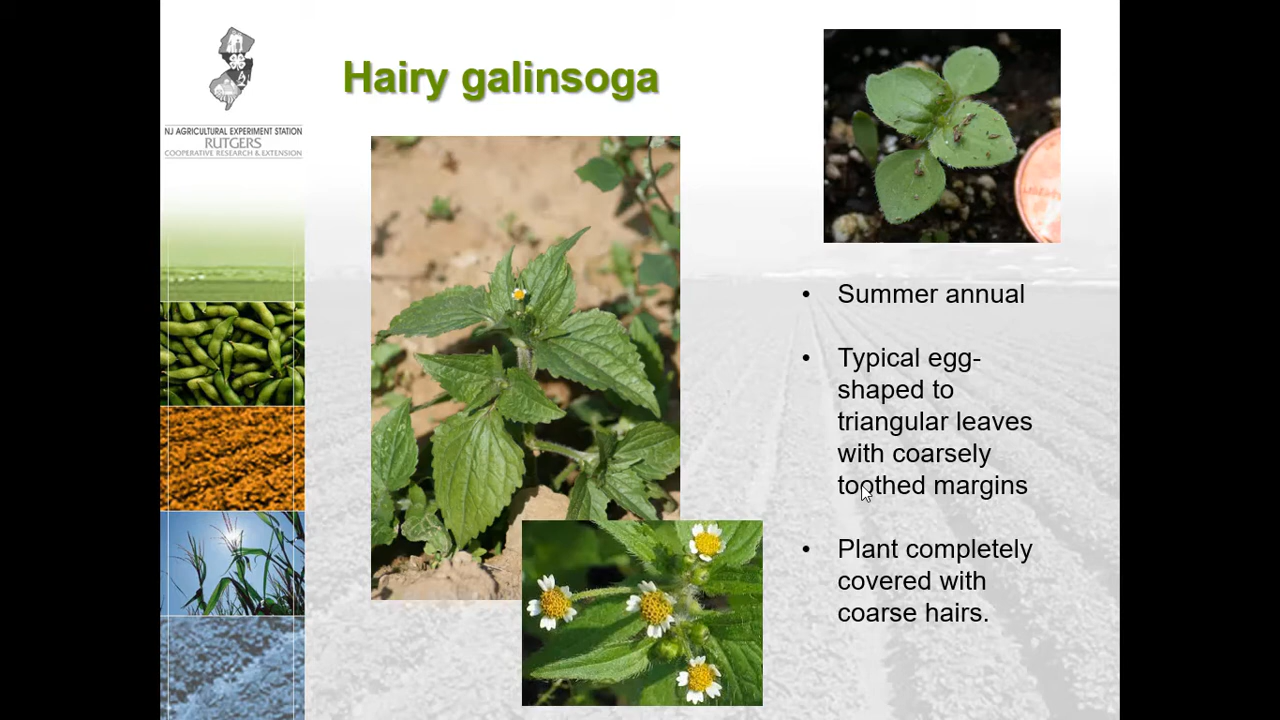 Hairy galinsoga
NJ AGRICULTURAL EXPERIMENT STATION
RUTGERS
COOPERATIVE RESEARCH & EXTENSION
• Summer annual
• Typical egg-
shaped to
triangular leaves
with coarsely
toothed margins
• Plant completely
covered with
coarse hairs.